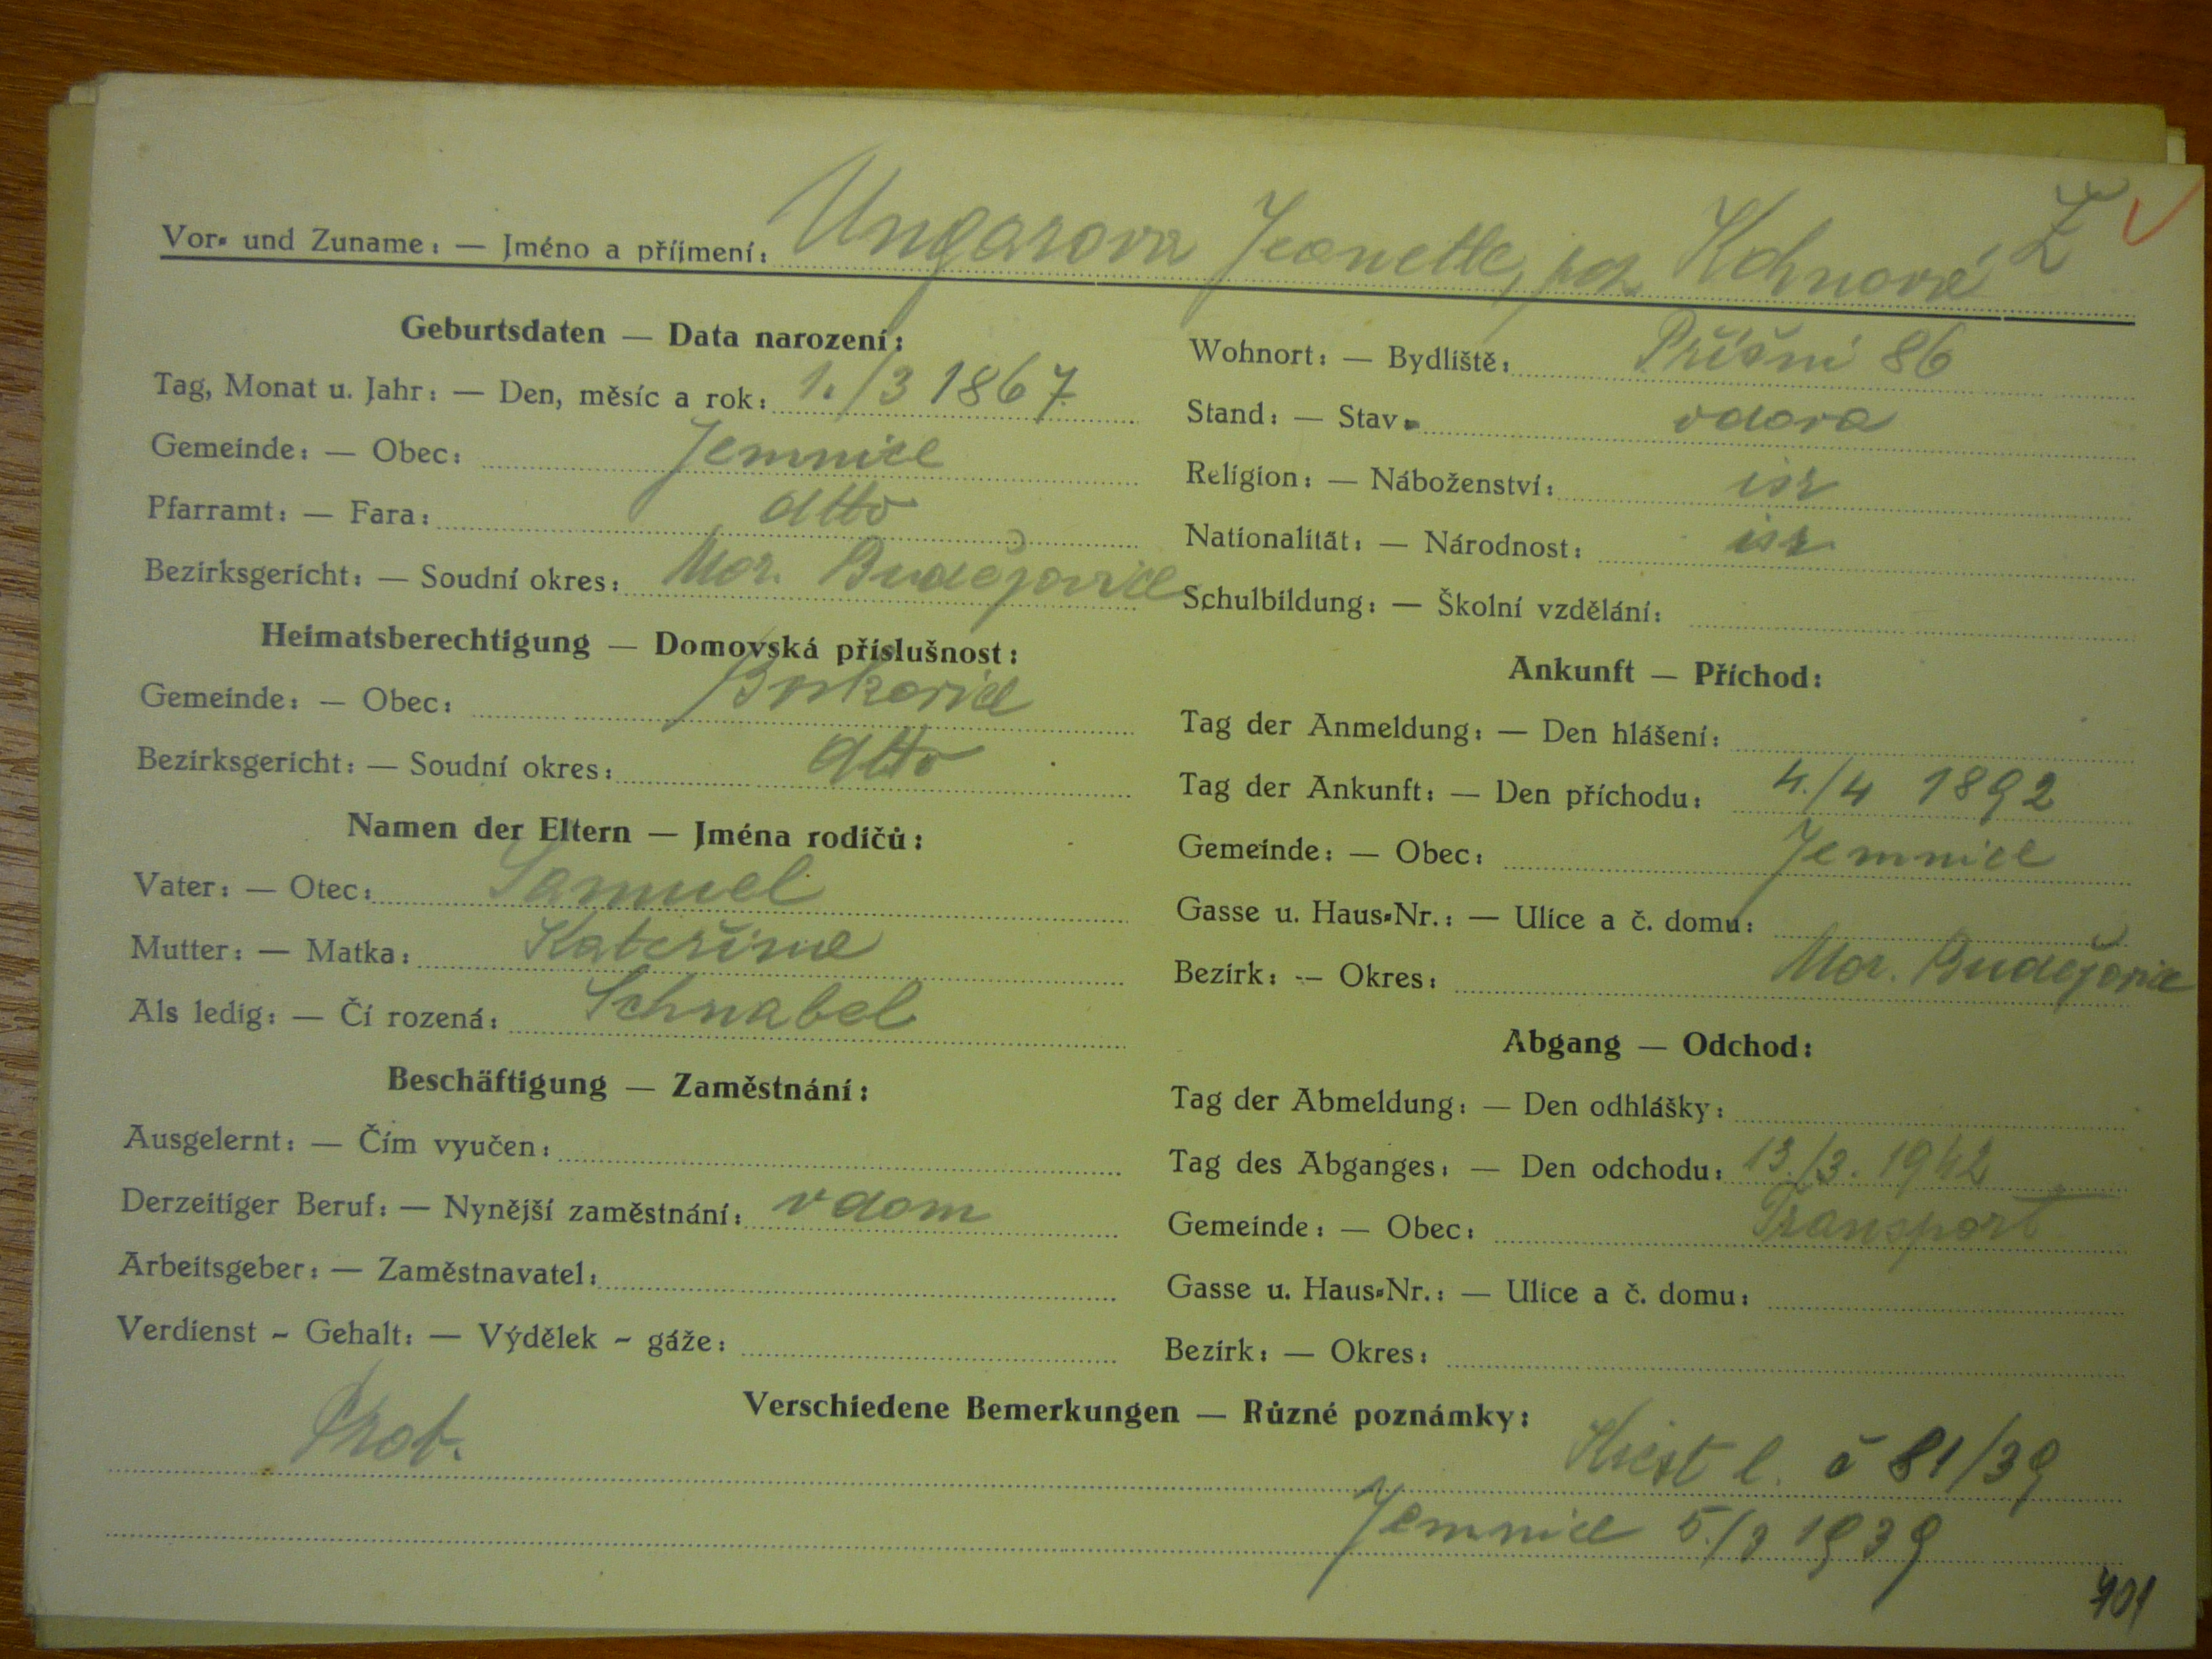 Vor- und Zuname: — Jméno a příjmení: Ungarova Jeanette, roz. Kohnová Ž
Geburtsdaten — Data narození:
Tag, Monat u. Jahr: — Den, měsíc a rok: 1./3 1867
Gemeinde: — Obec: Jemnice
Pfarramt: — Fara: dtto
Bezirksgericht: — Soudní okres: Mor. Budějovice
Heimatsberechtigung — Domovská příslušnost:
Gemeinde: — Obec: Boskovice
Bezirksgericht: — Soudní okres: dtto
Namen der Eltern — Jména rodičů:
Vater: — Otec: Samuel
Mutter: — Matka: Kateřina
Als ledig: — Čí rozená: Schnabel
Beschäftigung — Zaměstnání:
Ausgelernt: — Čím vyučen:
Derzeitiger Beruf: — Nynější zaměstnání: v dom
Arbeitsgeber: — Zaměstnavatel:
Verdienst - Gehalt: — Výdělek - gáže:
Wohnort: — Bydliště: Příční 86
Stand: — Stav: vdova
Religion: — Náboženství: isr
Nationalität: — Národnost: isr
Schulbildung: — Školní vzdělání:
Ankunft — Příchod:
Tag der Anmeldung: — Den hlášení:
Tag der Ankunft: — Den příchodu: 4./4 1892
Gemeinde: — Obec: Jemnice
Gasse u. Haus-Nr.: — Ulice a č. domu:
Bezirk: — Okres: Mor. Budějovice
Abgang — Odchod:
Tag der Abmeldung: — Den odhlášky:
Tag des Abganges: — Den odchodu: 13./3. 1942
Gemeinde: — Obec: Transport
Gasse u. Haus-Nr.: — Ulice a č. domu:
Bezirk: — Okres:
Verschiedene Bemerkungen — Různé poznámky:
Prot.
l. č 81/39
Jemnice 5./3 1939
701